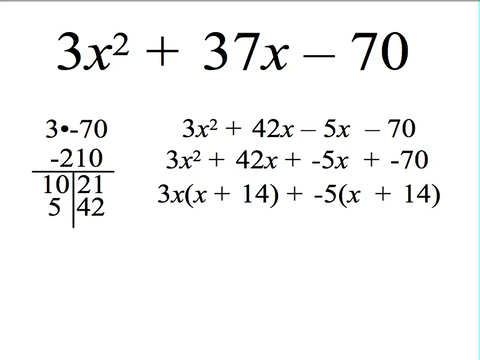 3x² + 37x – 70
3•-70
-210
10 21
5 42
3x² + 42x – 5x – 70
3x² + 42x + -5x + -70
3x(x + 14) + -5(x + 14)